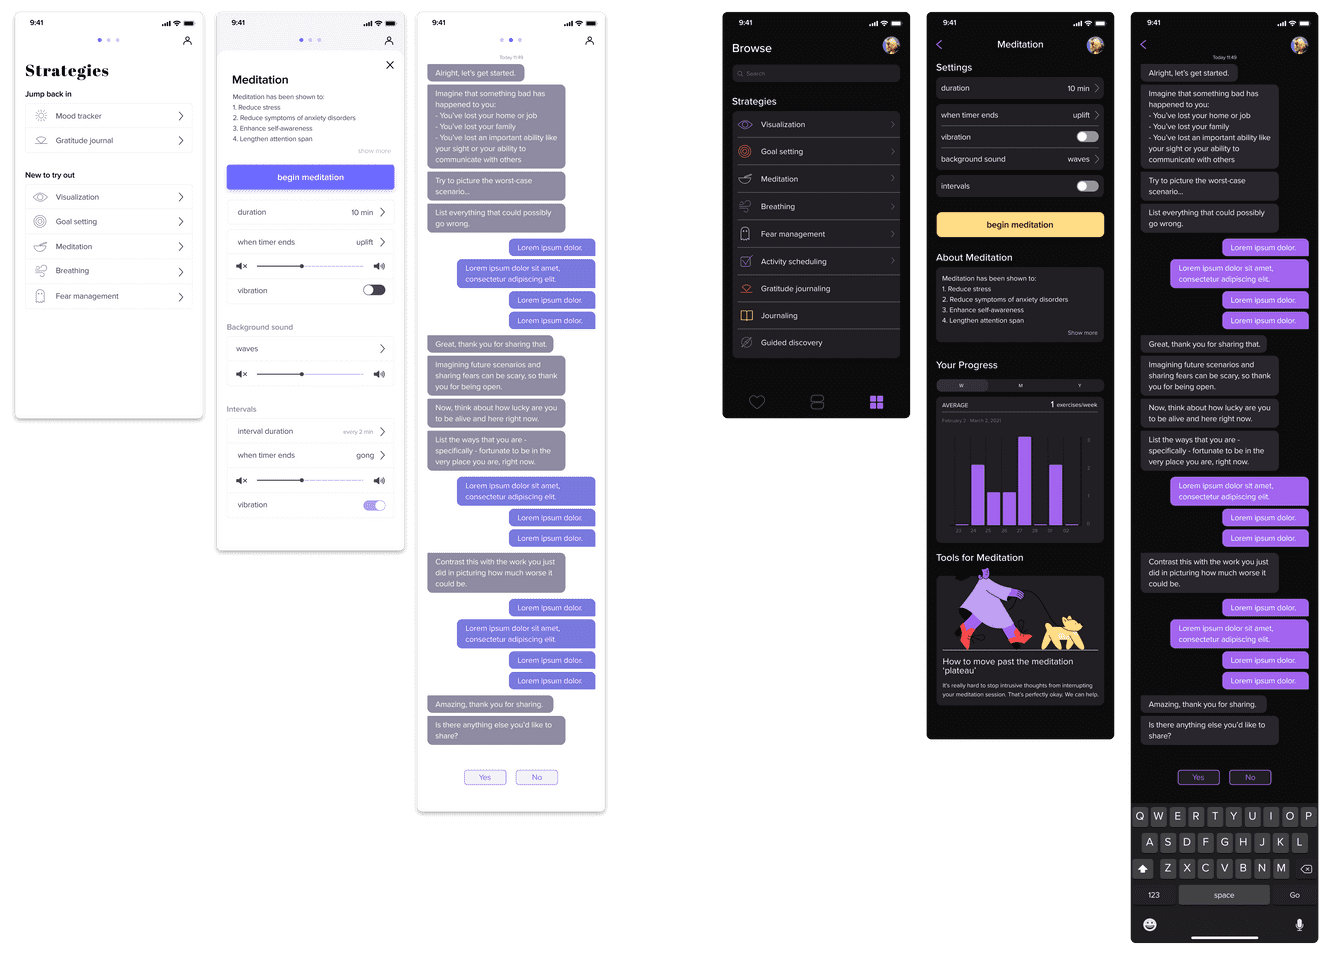 9:41
Strategies
Jump back in
Mood tracker
Gratitude journal
New to try out
Visualization
Goal setting
Meditation
Breathing
Fear management
9:41
Meditation
Meditation has been shown to:
1. Reduce stress
2. Reduce symptoms of anxiety disorders
3. Enhance self-awareness
4. Lengthen attention span
show more
begin meditation
duration 10 min
when timer ends uplift
vibration
Background sound
waves
Intervals
interval duration every 2 min
when timer ends gong
vibration
9:41
Today 11:49
Alright, let's get started.
Imagine that something bad has
happened to you:
- You've lost your home or job
- You've lost your family
- You've lost an important ability like
your sight or your ability to
communicate with others
Try to picture the worst-case
scenario...
List everything that could possibly
go wrong.
Lorem ipsum dolor.
Lorem ipsum dolor sit amet,
consectetur adipiscing elit.
Lorem ipsum dolor.
Lorem ipsum dolor.
Great, thank you for sharing that.
Imagining future scenarios and
sharing fears can be scary, so thank
you for being open.
Now, think about how lucky are you
to be alive and here right now.
List the ways that you are -
specifically - fortunate to be in the
very place you are, right now.
Lorem ipsum dolor sit amet,
consectetur adipiscing elit.
Lorem ipsum dolor.
Lorem ipsum dolor.
Contrast this with the work you just
did in picturing how much worse it
could be.
Lorem ipsum dolor.
Lorem ipsum dolor sit amet,
consectetur adipiscing elit.
Lorem ipsum dolor.
Lorem ipsum dolor.
Amazing, thank you for sharing.
Is there anything else you'd like to
share?
Yes No
9:41
Browse
Search
Strategies
Visualization
Goal setting
Meditation
Breathing
Fear management
Activity scheduling
Gratitude journaling
Journaling
Guided discovery
9:41
Meditation
Settings
duration 10 min
when timer ends uplift
vibration
background sound waves
intervals
begin meditation
About Meditation
Meditation has been shown to:
1. Reduce stress
2. Reduce symptoms of anxiety disorders
3. Enhance self-awareness
4. Lengthen attention span
Show more
Your Progress
W M Y
AVERAGE 1 exercises/week
February 2 - March 2, 2021
3
2
1
0
23 24 25 26 27 28 01 02
Tools for Meditation
How to move past the meditation
'plateau'
It's really hard to stop intrusive thoughts from interrupting
your meditation session. That's perfectly okay. We can help.
9:41
Today 11:49
Alright, let's get started.
Imagine that something bad has
happened to you:
- You've lost your home or job
- You've lost your family
- You've lost an important ability like
your sight or your ability to
communicate with others
Try to picture the worst-case
scenario...
List everything that could possibly
go wrong.
Lorem ipsum dolor.
Lorem ipsum dolor sit amet,
consectetur adipiscing elit.
Lorem ipsum dolor.
Lorem ipsum dolor.
Great, thank you for sharing that.
Imagining future scenarios and
sharing fears can be scary, so thank
you for being open.
Now, think about how lucky are you
to be alive and here right now.
List the ways that you are -
specifically - fortunate to be in the
very place you are, right now.
Lorem ipsum dolor sit amet,
consectetur adipiscing elit.
Lorem ipsum dolor.
Lorem ipsum dolor.
Contrast this with the work you just
did in picturing how much worse it
could be.
Lorem ipsum dolor.
Lorem ipsum dolor sit amet,
consectetur adipiscing elit.
Lorem ipsum dolor.
Lorem ipsum dolor.
Amazing, thank you for sharing.
Is there anything else you'd like to
share?
Yes No
Q W E R T Y U I O P
A S D F G H J K L
Z X C V B N M
123 space Go